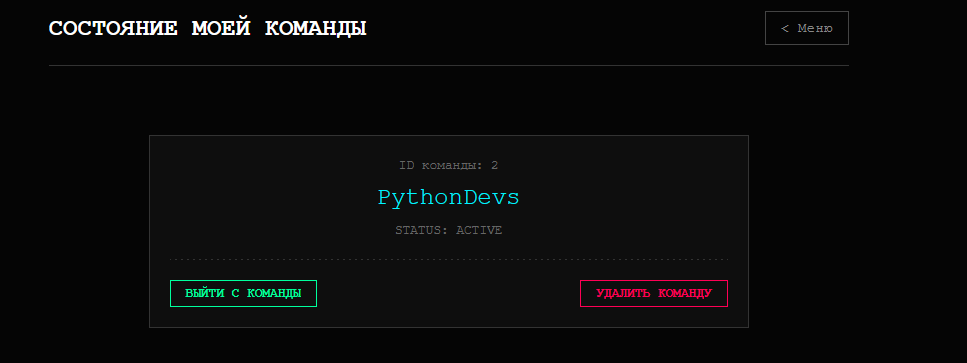 СОСТОЯНИЕ МОЕЙ КОМАНДЫ
< Меню
ID команды: 2
PythonDevs
STATUS: ACTIVE
ВЫЙТИ С КОМАНДЫ
УДАЛИТЬ КОМАНДУ